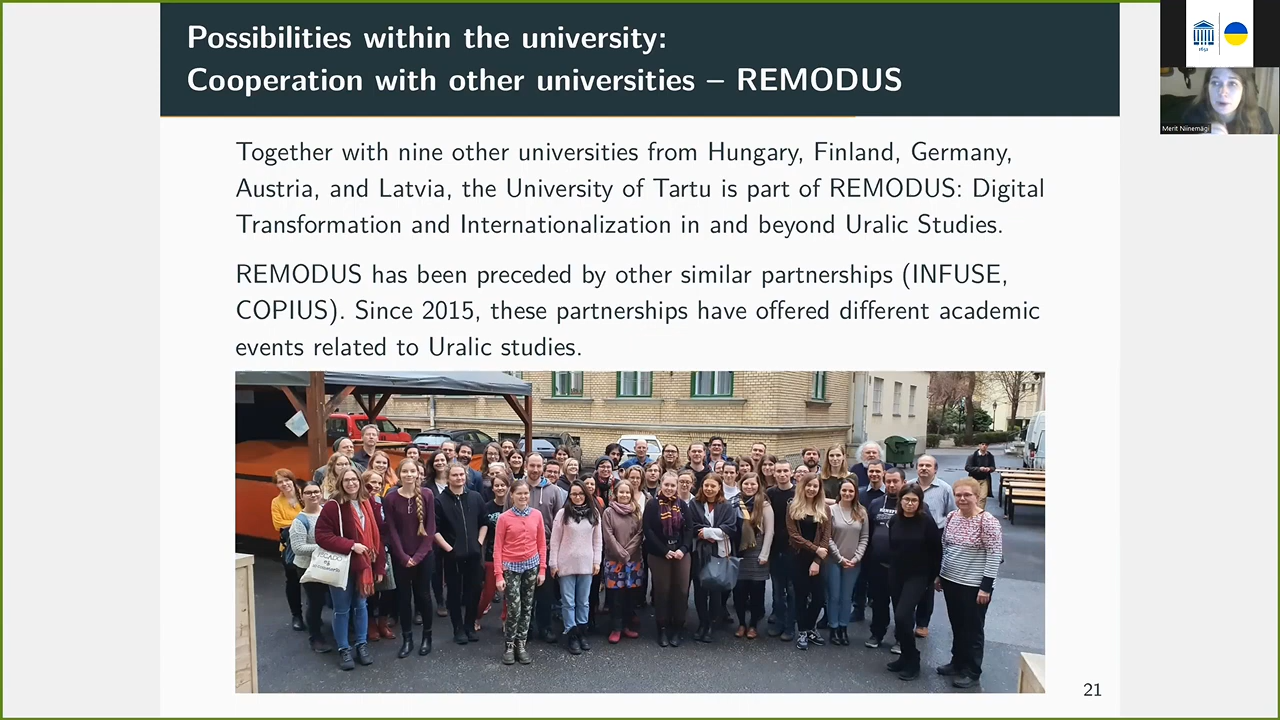 Possibilities within the university:
Cooperation with other universities – REMODUS
1632
Merit Niinemägi
Together with nine other universities from Hungary, Finland, Germany,
Austria, and Latvia, the University of Tartu is part of REMODUS: Digital
Transformation and Internationalization in and beyond Uralic Studies.
REMODUS has been preceded by other similar partnerships (INFUSE,
COPIUS). Since 2015, these partnerships have offered different academic
events related to Uralic studies.
21